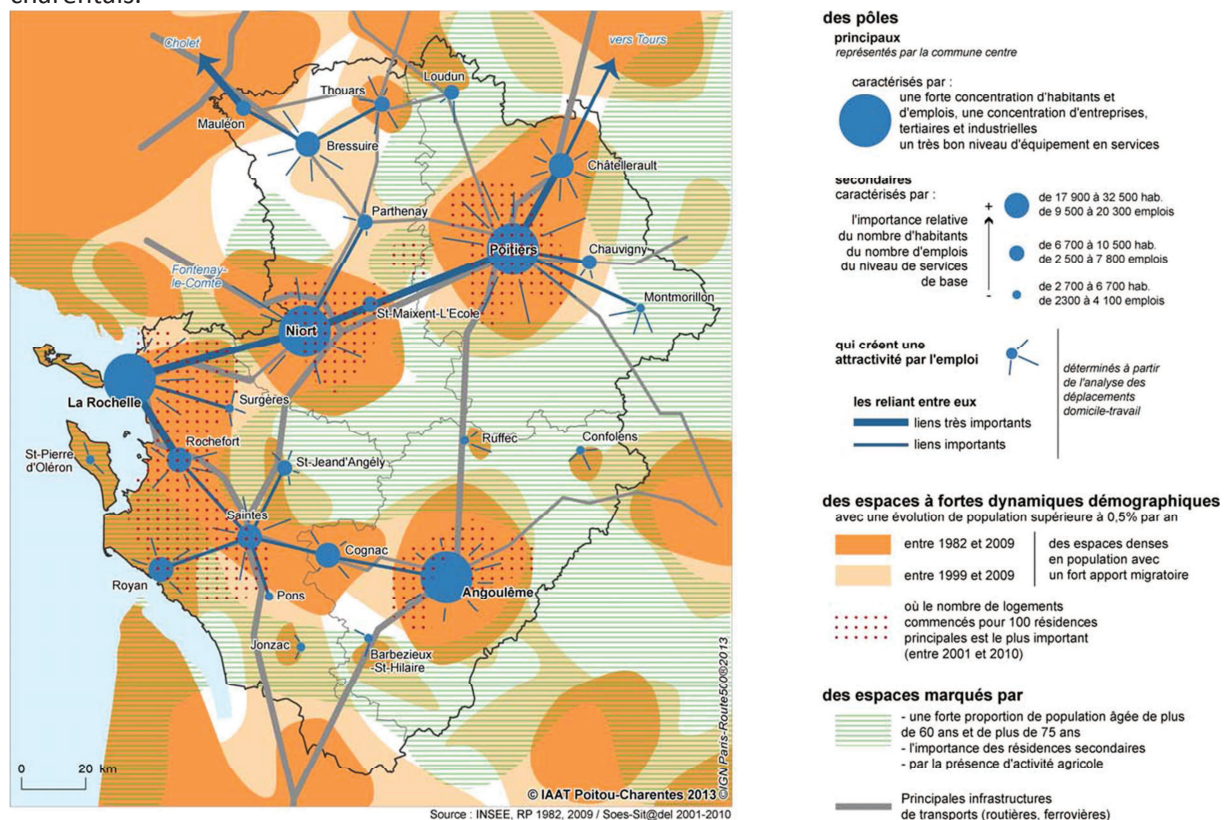 charentais.
Cholet
vers Tours
Loudun
Thouars
Mauléon
Bressuire
Châtellerault
Parthenay
Poitiers
Chauvigny
Fontenay-
le-Comte
Montmorillon
St-Maixent-L'Ecole
Niort
La Rochelle
Surgères
Rochefort
Ruffec
Confolens
St-Pierre
d'Oléron
St-Jeand'Angély
Saintes
Cognac
Royan
Angoulême
Pons
Jonzac
Barbezieux
-St-Hilaire
0 20 km
© IAAT Poitou-Charentes 2013
©IGN Paris-Route500®2013
Source : INSEE, RP 1982, 2009 / Soes-Sit@del 2001-2010
des pôles
principaux
représentés par la commune centre
caractérisés par :
une forte concentration d'habitants et
d'emplois, une concentration d'entreprises,
tertiaires et industrielles
un très bon niveau d'équipement en services
secondaires
caractérisés par :
l'importance relative
du nombre d'habitants
du nombre d'emplois
du niveau de services
de base
+
-
de 17 900 à 32 500 hab.
de 9 500 à 20 300 emplois
de 6 700 à 10 500 hab.
de 2 500 à 7 800 emplois
de 2 700 à 6 700 hab.
de 2300 à 4 100 emplois
qui créent une
attractivité par l'emploi
déterminés à partir
de l'analyse des
déplacements
domicile-travail
les reliant entre eux
liens très importants
liens importants
des espaces à fortes dynamiques démographiques
avec une évolution de population supérieure à 0,5% par an
entre 1982 et 2009
entre 1999 et 2009
des espaces denses
en population avec
un fort apport migratoire
où le nombre de logements
commencés pour 100 résidences
principales est le plus important
(entre 2001 et 2010)
des espaces marqués par
- une forte proportion de population âgée de plus
de 60 ans et de plus de 75 ans
- l'importance des résidences secondaires
- par la présence d'activité agricole
Principales infrastructures
de transports (routières, ferrovières)